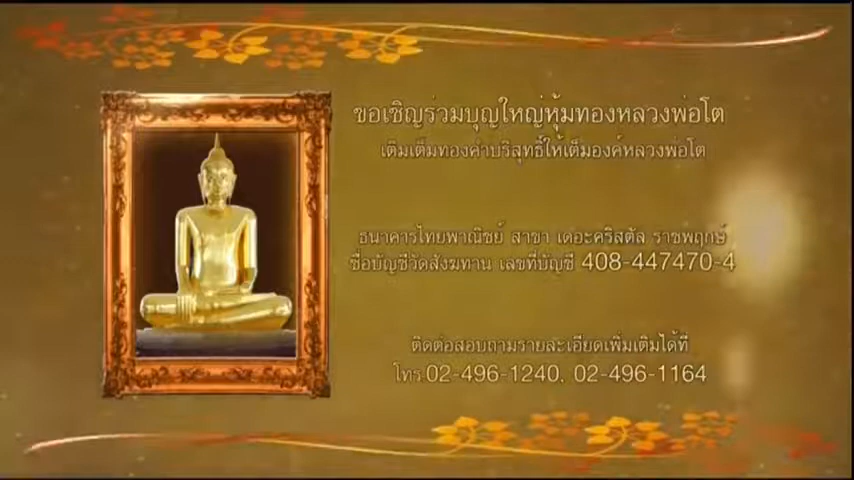 ขอเชิญร่วมบุญใหญ่หุ้มทองหลวงพ่อโต
เติมเต็มทองคำบริสุทธิ์ให้เต็มองค์หลวงพ่อโต
ธนาคารไทยพาณิชย์ สาขา เดอะคริสตัล ราชพฤกษ์
ชื่อบัญชีวัดสังฆทาน เลขที่บัญชี 408-447470-4
ติดต่อสอบถามรายละเอียดเพิ่มเติมได้ที่
โทร 02-496-1240, 02-496-1164